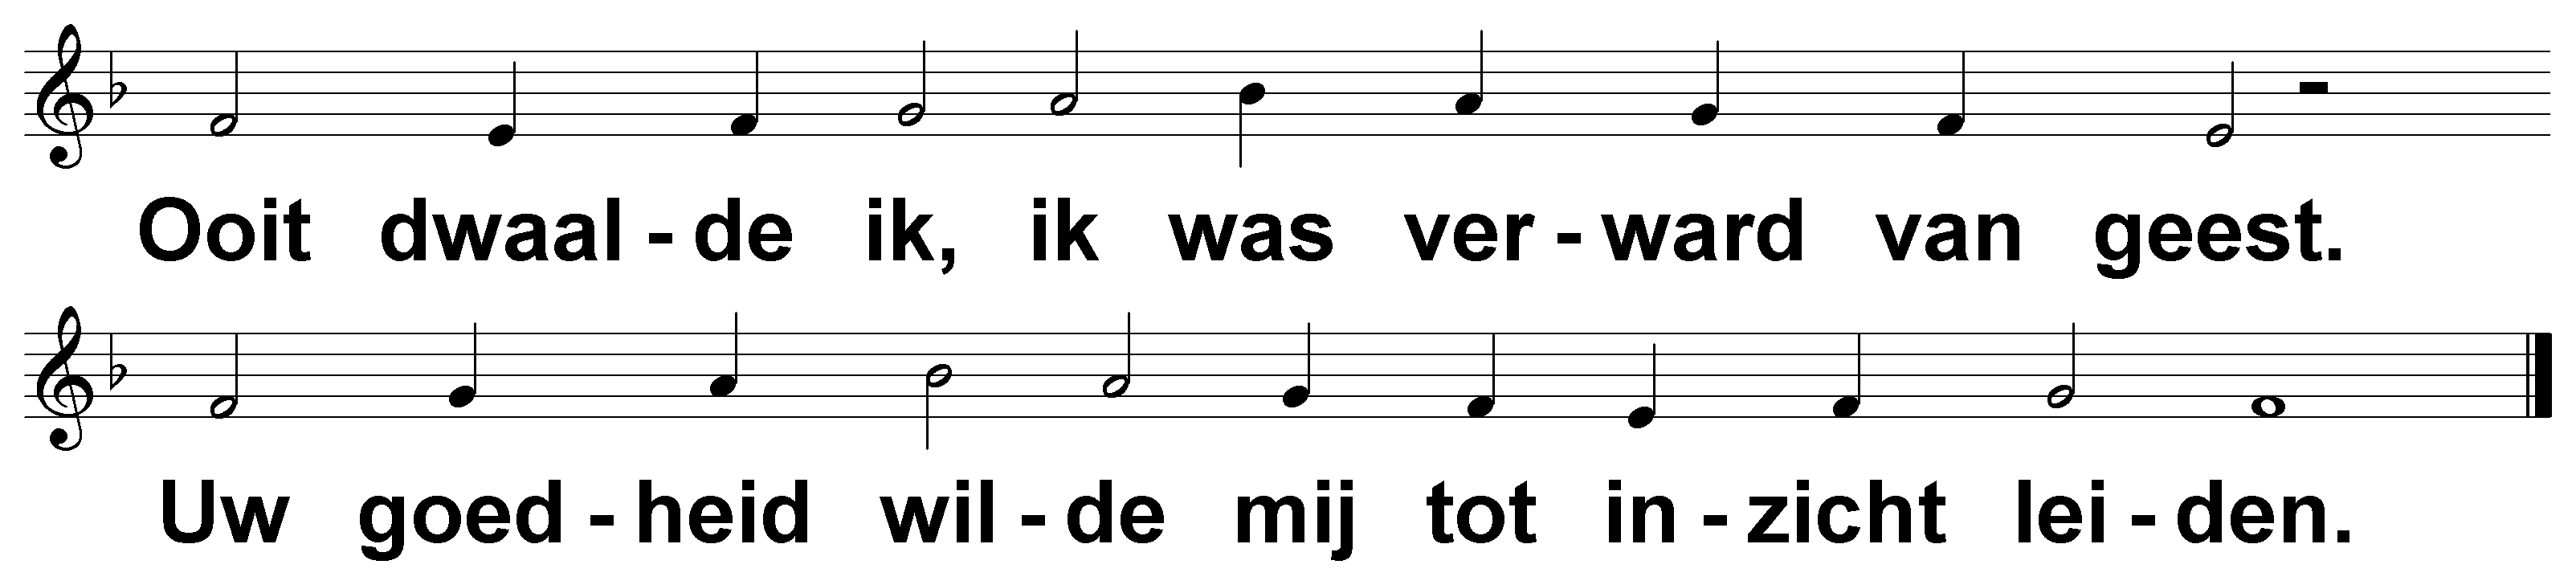 Ooit dwaal - de ik, ik was ver - ward van geest.
Uw goed - heid wil - de mij tot in - zicht lei - den.